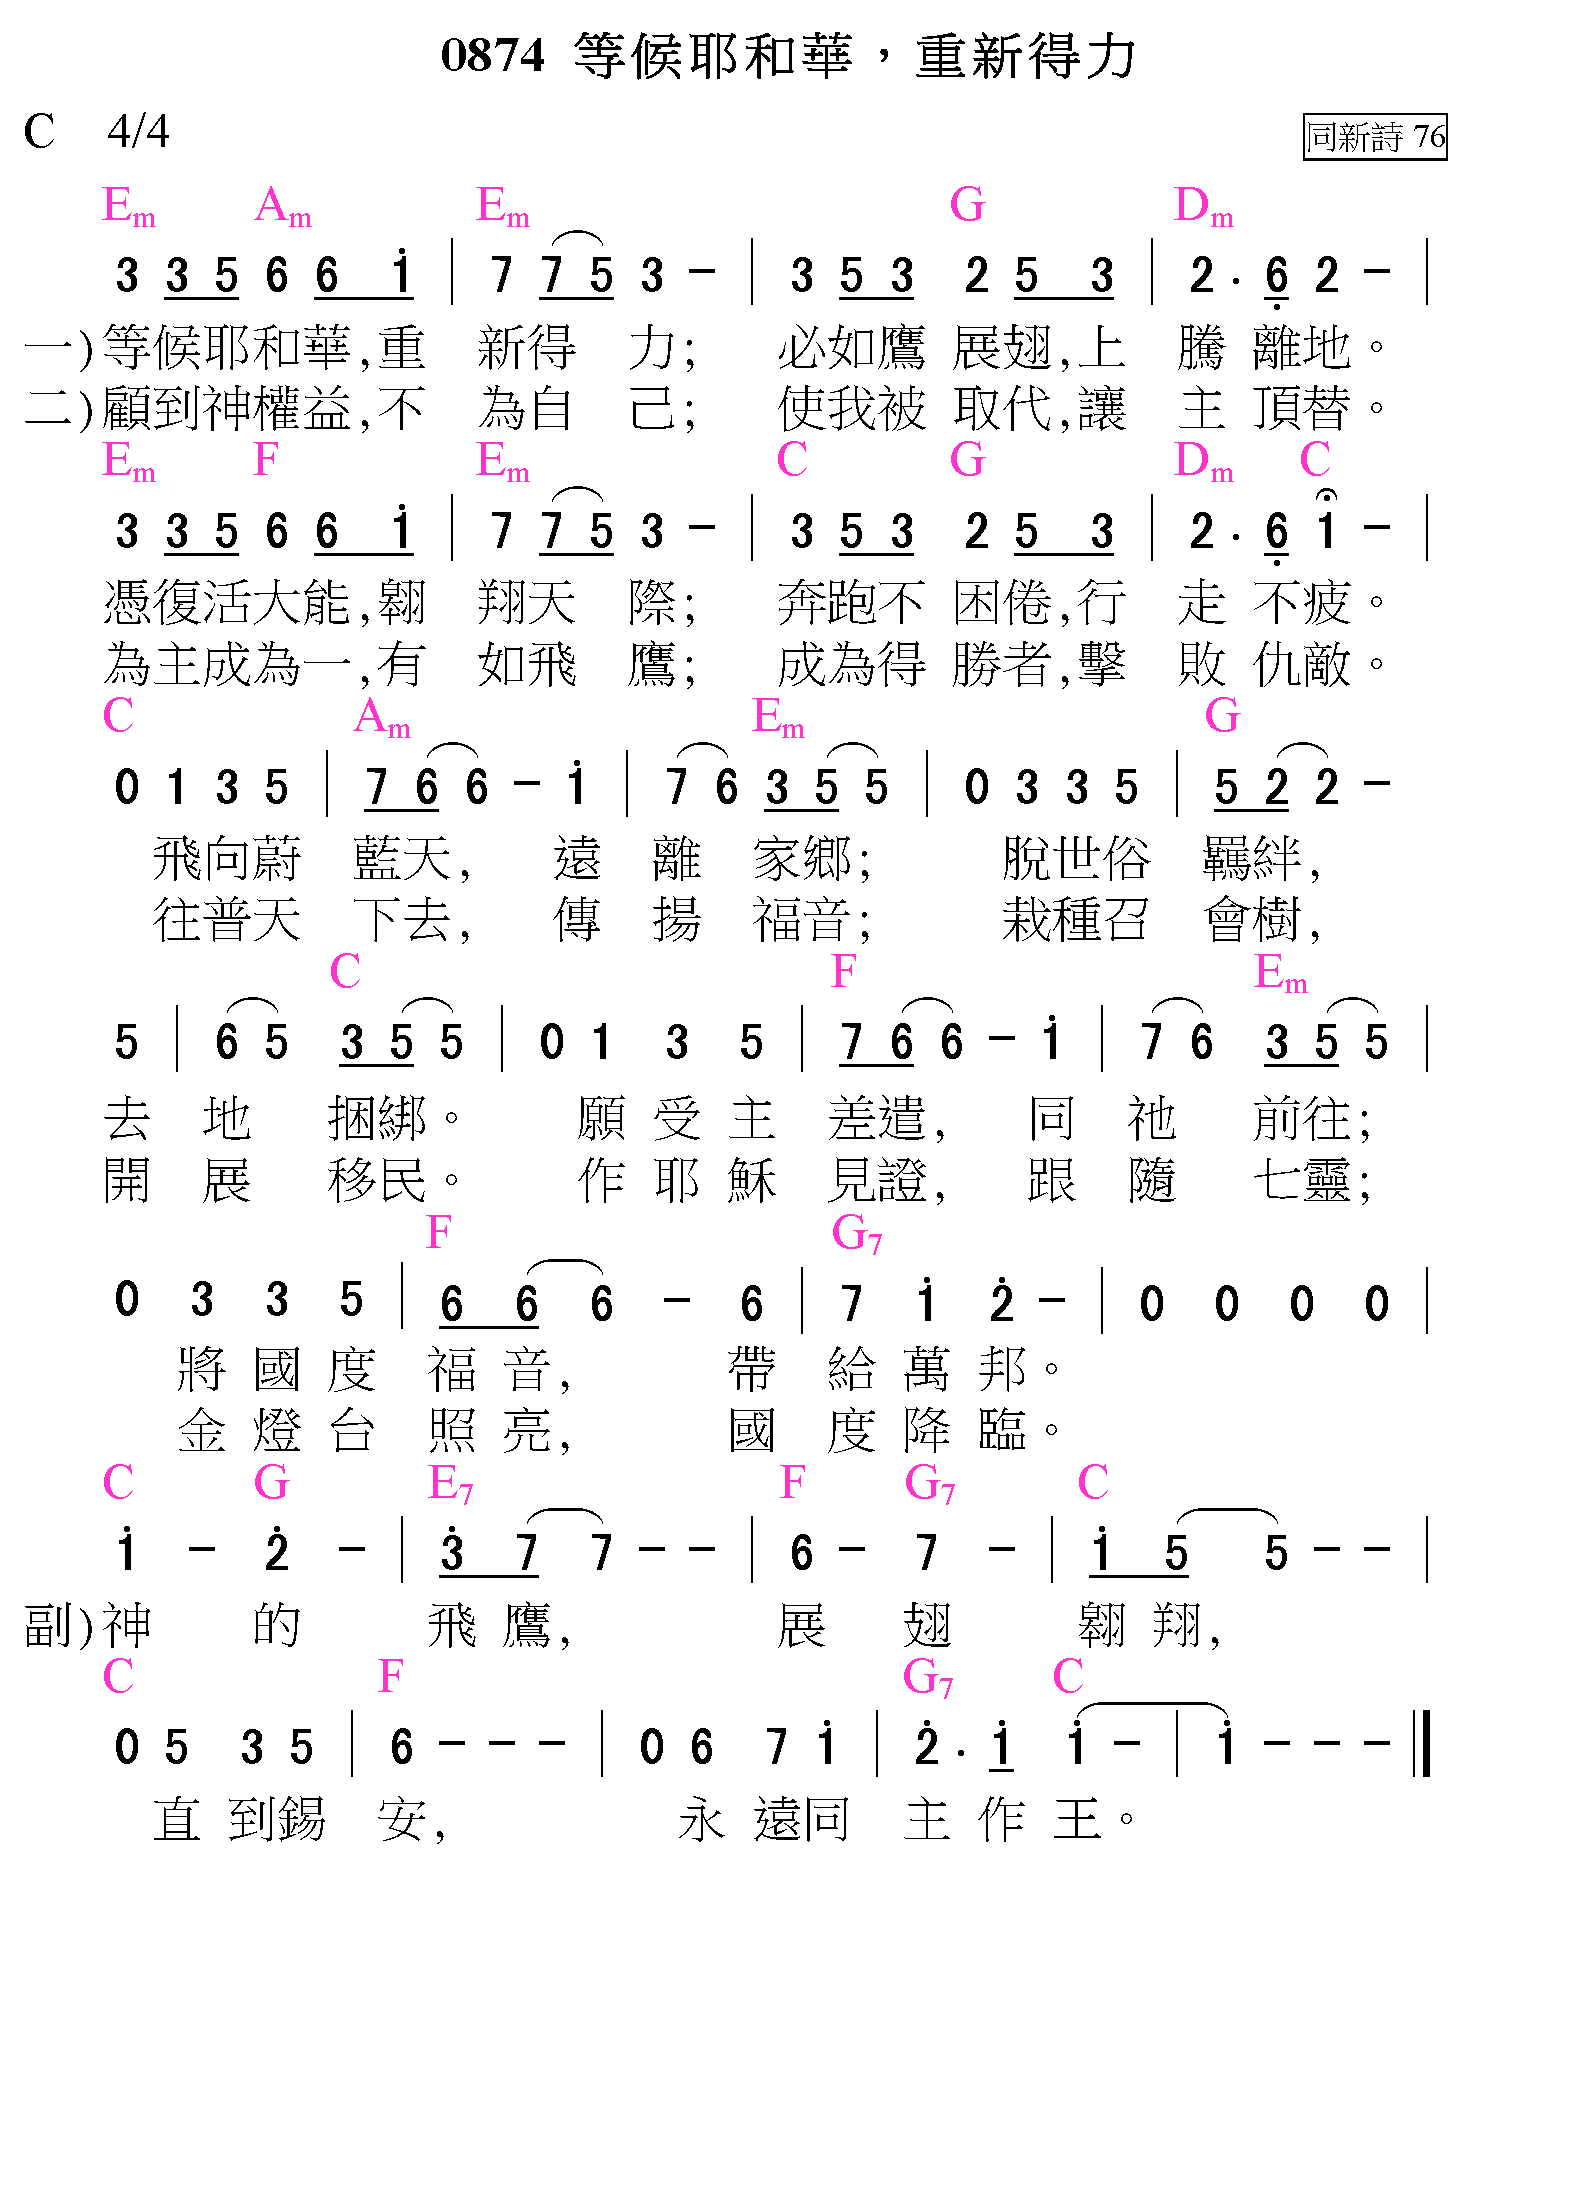 0874 等候耶和華，重新得力
C 4/4 同新詩 76
Em Am Em G Dm
3 3 5 6 6 1̇ | 7 7 5 3 - | 3 5 3 2 5 3 | 2 . 6̣ 2 - |
一)等候耶和華,重 新得 力; 必如鷹 展翅,上 騰 離地。
二)顧到神權益,不 為自 己; 使我被 取代,讓 主 頂替。
Em F Em C G Dm C
3 3 5 6 6 1̇ | 7 7 5 3 - | 3 5 3 2 5 3 | 2 . 6̣ 1 - |
憑復活大能,翱 翔天 際; 奔跑不 困倦,行 走 不疲。
為主成為一,有 如飛 鷹; 成為得 勝者,擊 敗 仇敵。
C Am Em G
0 1 3 5 | 7 6 6 - 1̇ | 7 6 3 5 5 | 0 3 3 5 | 5 2 2 -
飛向蔚 藍天, 遠 離 家鄉; 脫世俗 羈絆,
往普天 下去, 傳 揚 福音; 栽種召 會樹,
C F Em
5 | 6 5 3 5 5 | 0 1 3 5 | 7 6 6 - 1̇ | 7 6 3 5 5 |
去 地 捆綁。 願 受 主 差遣, 同 祂 前往;
開 展 移民。 作 耶 穌 見證, 跟 隨 七靈;
F G7
0 3 3 5 | 6 6 6 - 6 | 7 1̇ 2̇ - | 0 0 0 0 |
將 國 度 福 音, 帶 給 萬 邦。
金 燈 台 照 亮, 國 度 降 臨。
C G E7 F G7 C
1̇ - 2̇ - | 3̇ 7 7 - - | 6 - 7 - | 1̇ 5 5 - - |
副)神 的 飛 鷹, 展 翅 翱 翔,
C F G7 C
0 5 3 5 | 6 - - - | 0 6 7 1̇ | 2̇ . 1̇ 1̇ - | 1̇ - - - ||
直 到錫 安, 永 遠同 主 作 王。